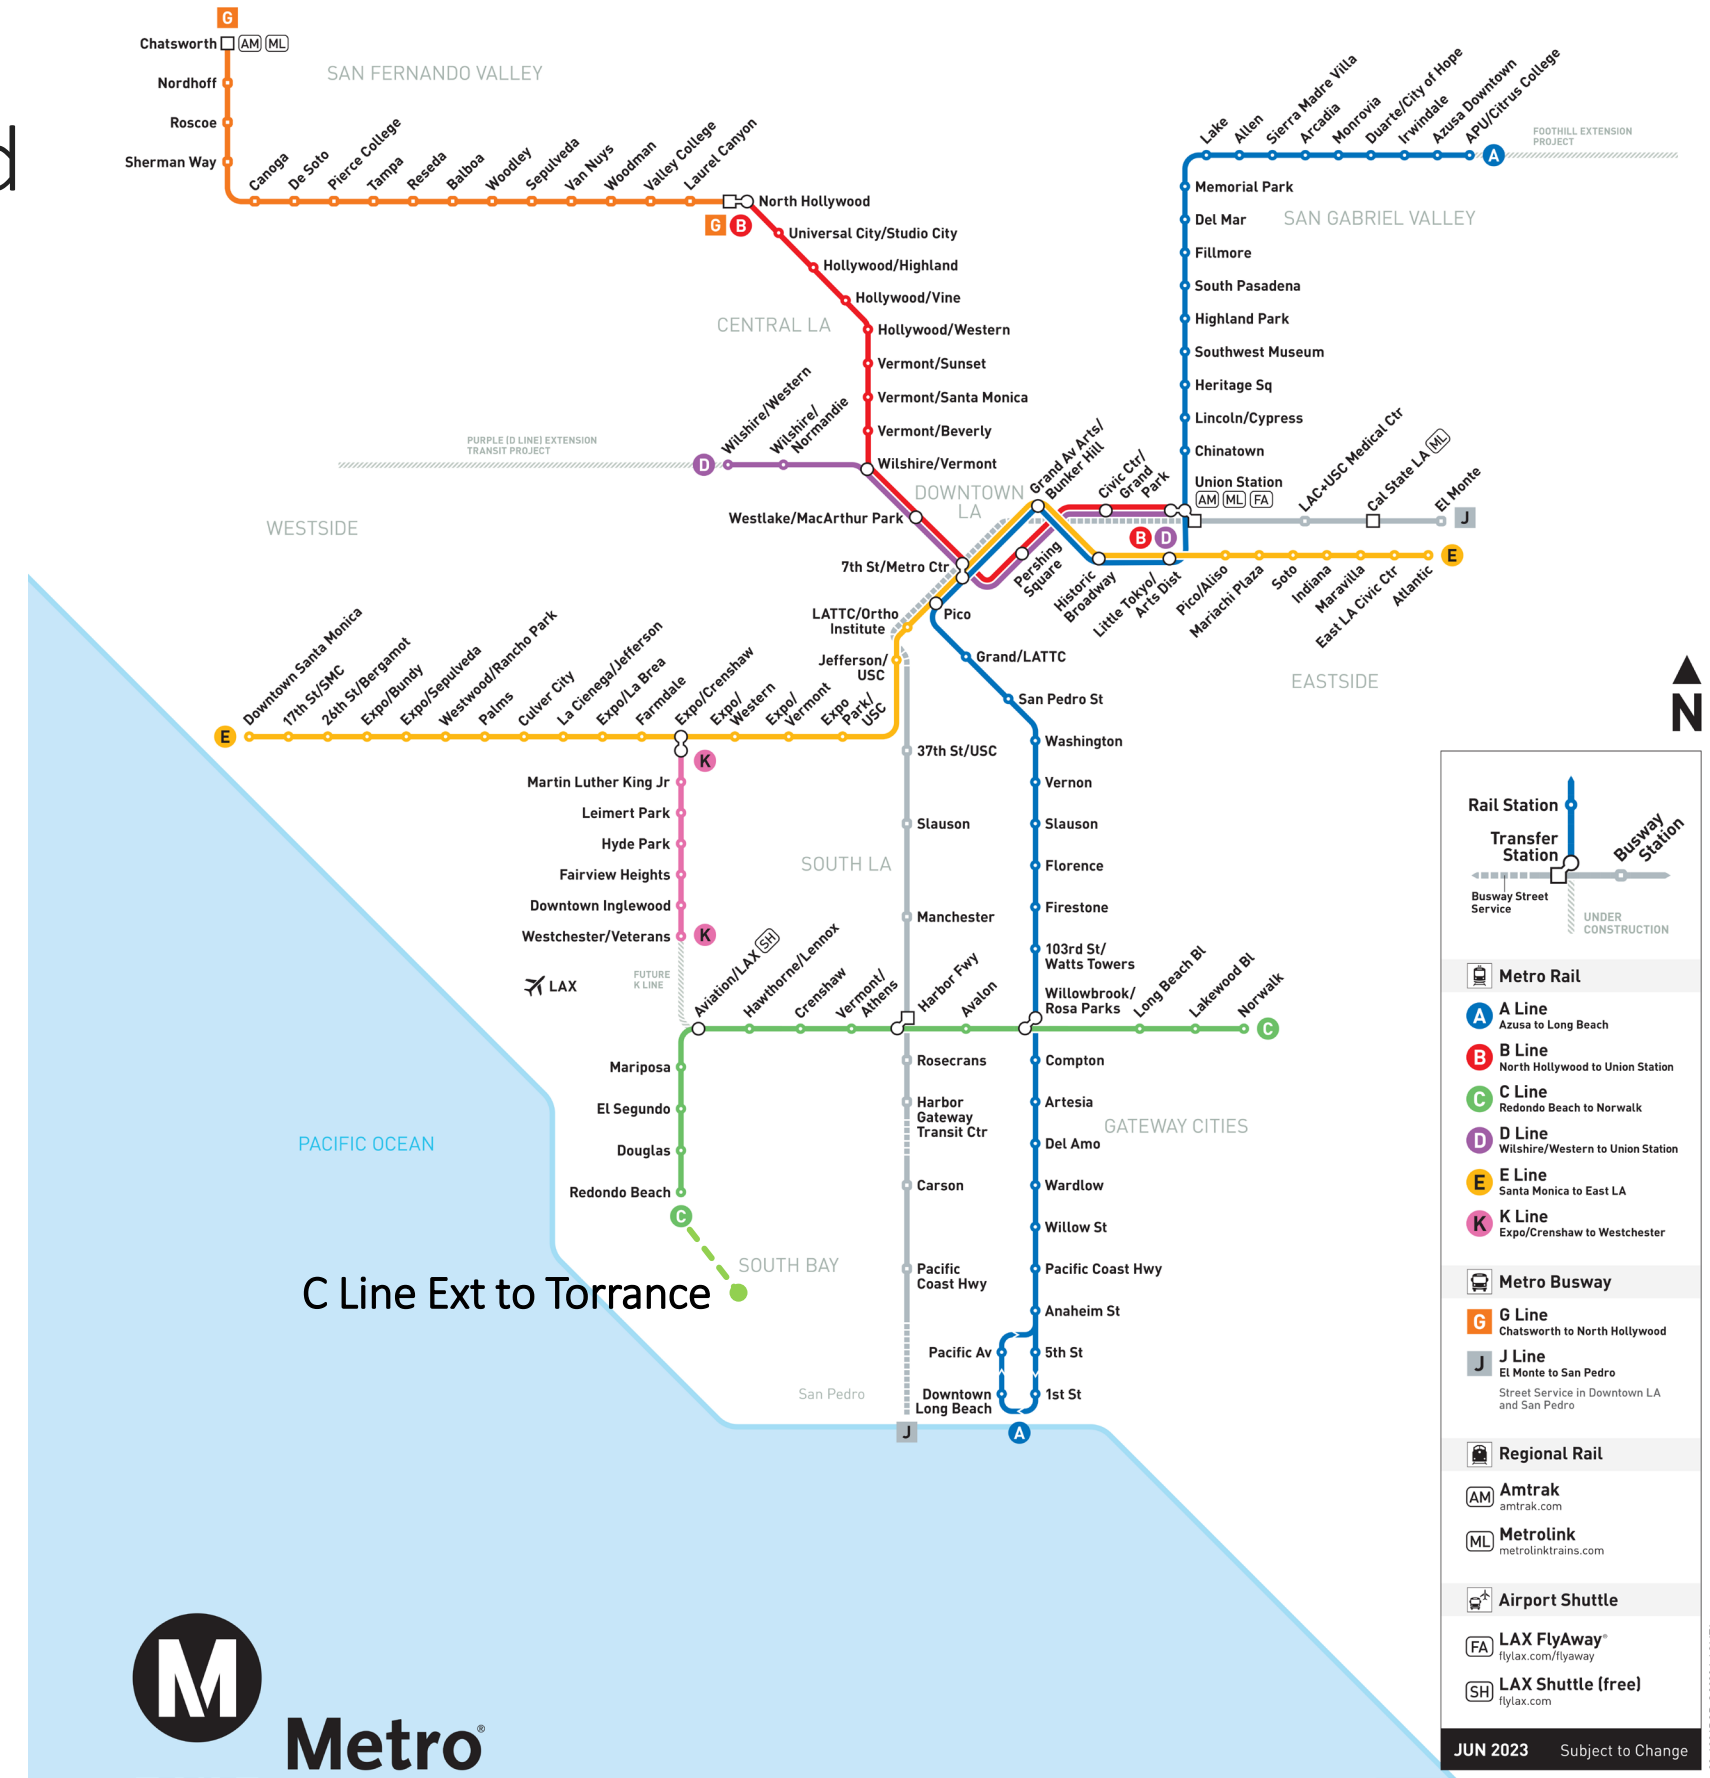 G
Chatsworth AM ML
SAN FERNANDO VALLEY
Nordhoff
Roscoe
Sherman Way
Canoga
De Soto
Pierce College
Tampa
Reseda
Balboa
Woodley
Sepulveda
Van Nuys
Woodman
Valley College
Laurel Canyon
North Hollywood
G B
Universal City/Studio City
Hollywood/Highland
Hollywood/Vine
CENTRAL LA
Hollywood/Western
Vermont/Sunset
Vermont/Santa Monica
Vermont/Beverly
Wilshire/Vermont
Wilshire/Western
Wilshire/
Normandie
PURPLE (D LINE) EXTENSION
TRANSIT PROJECT
D
Westlake/MacArthur Park
DOWNTOWN
LA
7th St/Metro Ctr
Lake
Allen
Sierra Madre Villa
Arcadia
Monrovia
Duarte/City of Hope
Irwindale
Azusa Downtown
APU/Citrus College
A
FOOTHILL EXTENSION
PROJECT
Memorial Park
Del Mar
SAN GABRIEL VALLEY
Fillmore
South Pasadena
Highland Park
Southwest Museum
Heritage Sq
Lincoln/Cypress
Chinatown
Union Station
AM ML FA
Grand Av Arts/
Bunker Hill
Civic Ctr/
Grand
Park
B D
LAC+USC Medical Ctr
Cal State LA ML
El Monte
J
Pershing
Square
Historic
Broadway
Little Tokyo/
Arts Dist
Pico/Aliso
Mariachi Plaza
Soto
Indiana
Maravilla
East LA Civic Ctr
Atlantic
E
EASTSIDE
WESTSIDE
LATTC/Ortho
Institute
Pico
Jefferson/
USC
Grand/LATTC
San Pedro St
E
Downtown Santa Monica
17th St/SMC
26th St/Bergamot
Expo/Bundy
Expo/Sepulveda
Westwood/Rancho Park
Palms
Culver City
La Cienega/Jefferson
Expo/La Brea
Farmdale
Expo/Crenshaw
Expo/
Western
Expo/
Vermont
Expo
Park/
USC
K
Martin Luther King Jr
Leimert Park
Hyde Park
Fairview Heights
Downtown Inglewood
Westchester/Veterans K
FUTURE
K LINE
LAX
SOUTH LA
37th St/USC
Slauson
Manchester
Washington
Vernon
Slauson
Florence
Firestone
103rd St/
Watts Towers
Willowbrook/
Rosa Parks
Aviation/LAX SH
Hawthorne/Lennox
Crenshaw
Vermont/
Athens
Harbor Fwy
Avalon
Long Beach Bl
Lakewood Bl
Norwalk
C
Mariposa
El Segundo
Douglas
Redondo Beach
C
Rosecrans
Harbor
Gateway
Transit Ctr
Carson
Pacific
Coast Hwy
Compton
Artesia
GATEWAY CITIES
Del Amo
Wardlow
Willow St
Pacific Coast Hwy
Anaheim St
Pacific Av
5th St
Downtown
Long Beach
1st St
A
J
San Pedro
SOUTH BAY
C Line Ext to Torrance
PACIFIC OCEAN
N
Rail Station
Transfer
Station
Busway
Station
Busway Street
Service
UNDER
CONSTRUCTION
Metro Rail
A A Line
Azusa to Long Beach
B B Line
North Hollywood to Union Station
C C Line
Redondo Beach to Norwalk
D D Line
Wilshire/Western to Union Station
E E Line
Santa Monica to East LA
K K Line
Expo/Crenshaw to Westchester
Metro Busway
G G Line
Chatsworth to North Hollywood
J J Line
El Monte to San Pedro
Street Service in Downtown LA
and San Pedro
Regional Rail
AM Amtrak
amtrak.com
ML Metrolink
metrolinktrains.com
Airport Shuttle
FA LAX FlyAway®
flylax.com/flyaway
SH LAX Shuttle (free)
flylax.com
JUN 2023 Subject to Change
M
Metro®